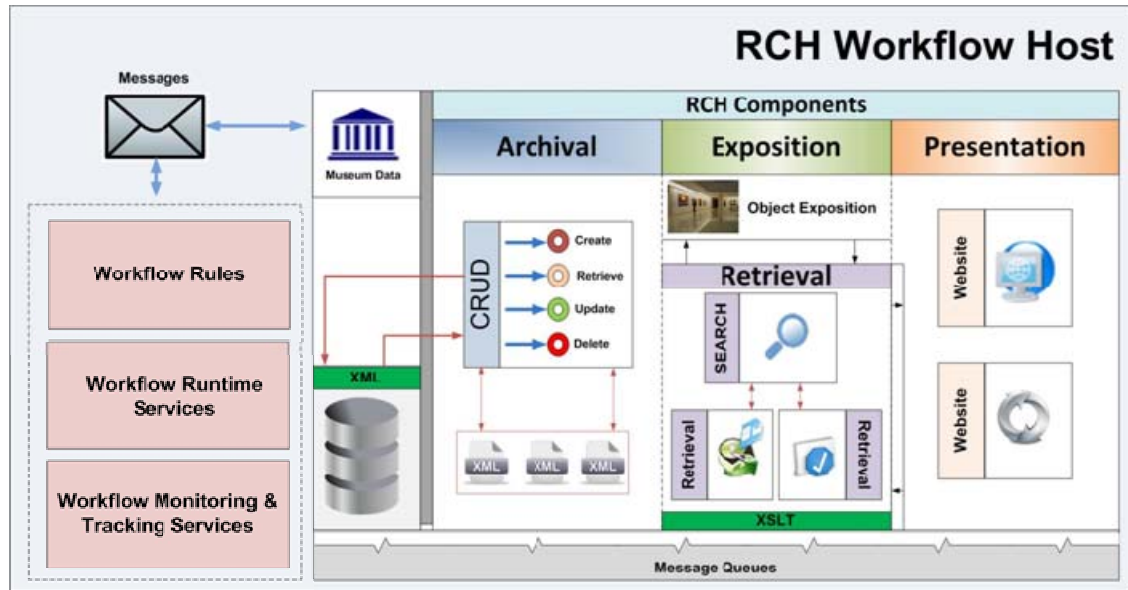 RCH Workflow Host
Messages
Museum Data
RCH Components
Archival
Exposition
Presentation
Workflow Rules
Workflow Runtime
Services
Workflow Monitoring &
Tracking Services
XML
CRUD
Create
Retrieve
Update
Delete
XML
XML
XML
Object Exposition
Retrieval
SEARCH
Retrieval
Retrieval
XSLT
Website
Website
Message Queues